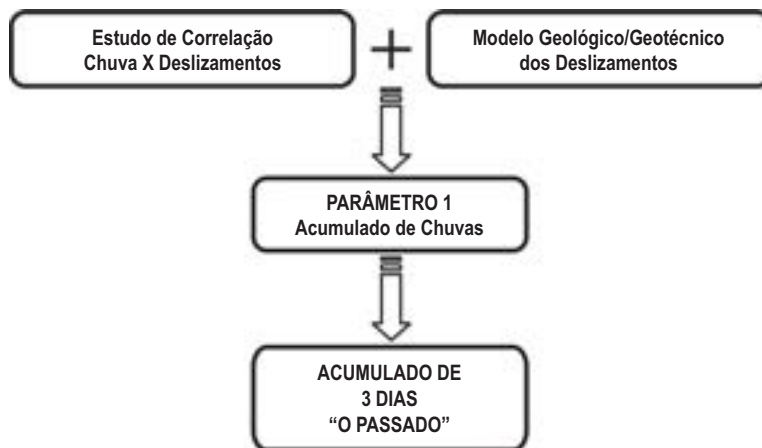 Estudo de Correlação
Chuva X Deslizamentos
+
Modelo Geológico/Geotécnico
dos Deslizamentos
PARÂMETRO 1
Acumulado de Chuvas
ACUMULADO DE
3 DIAS
“O PASSADO”